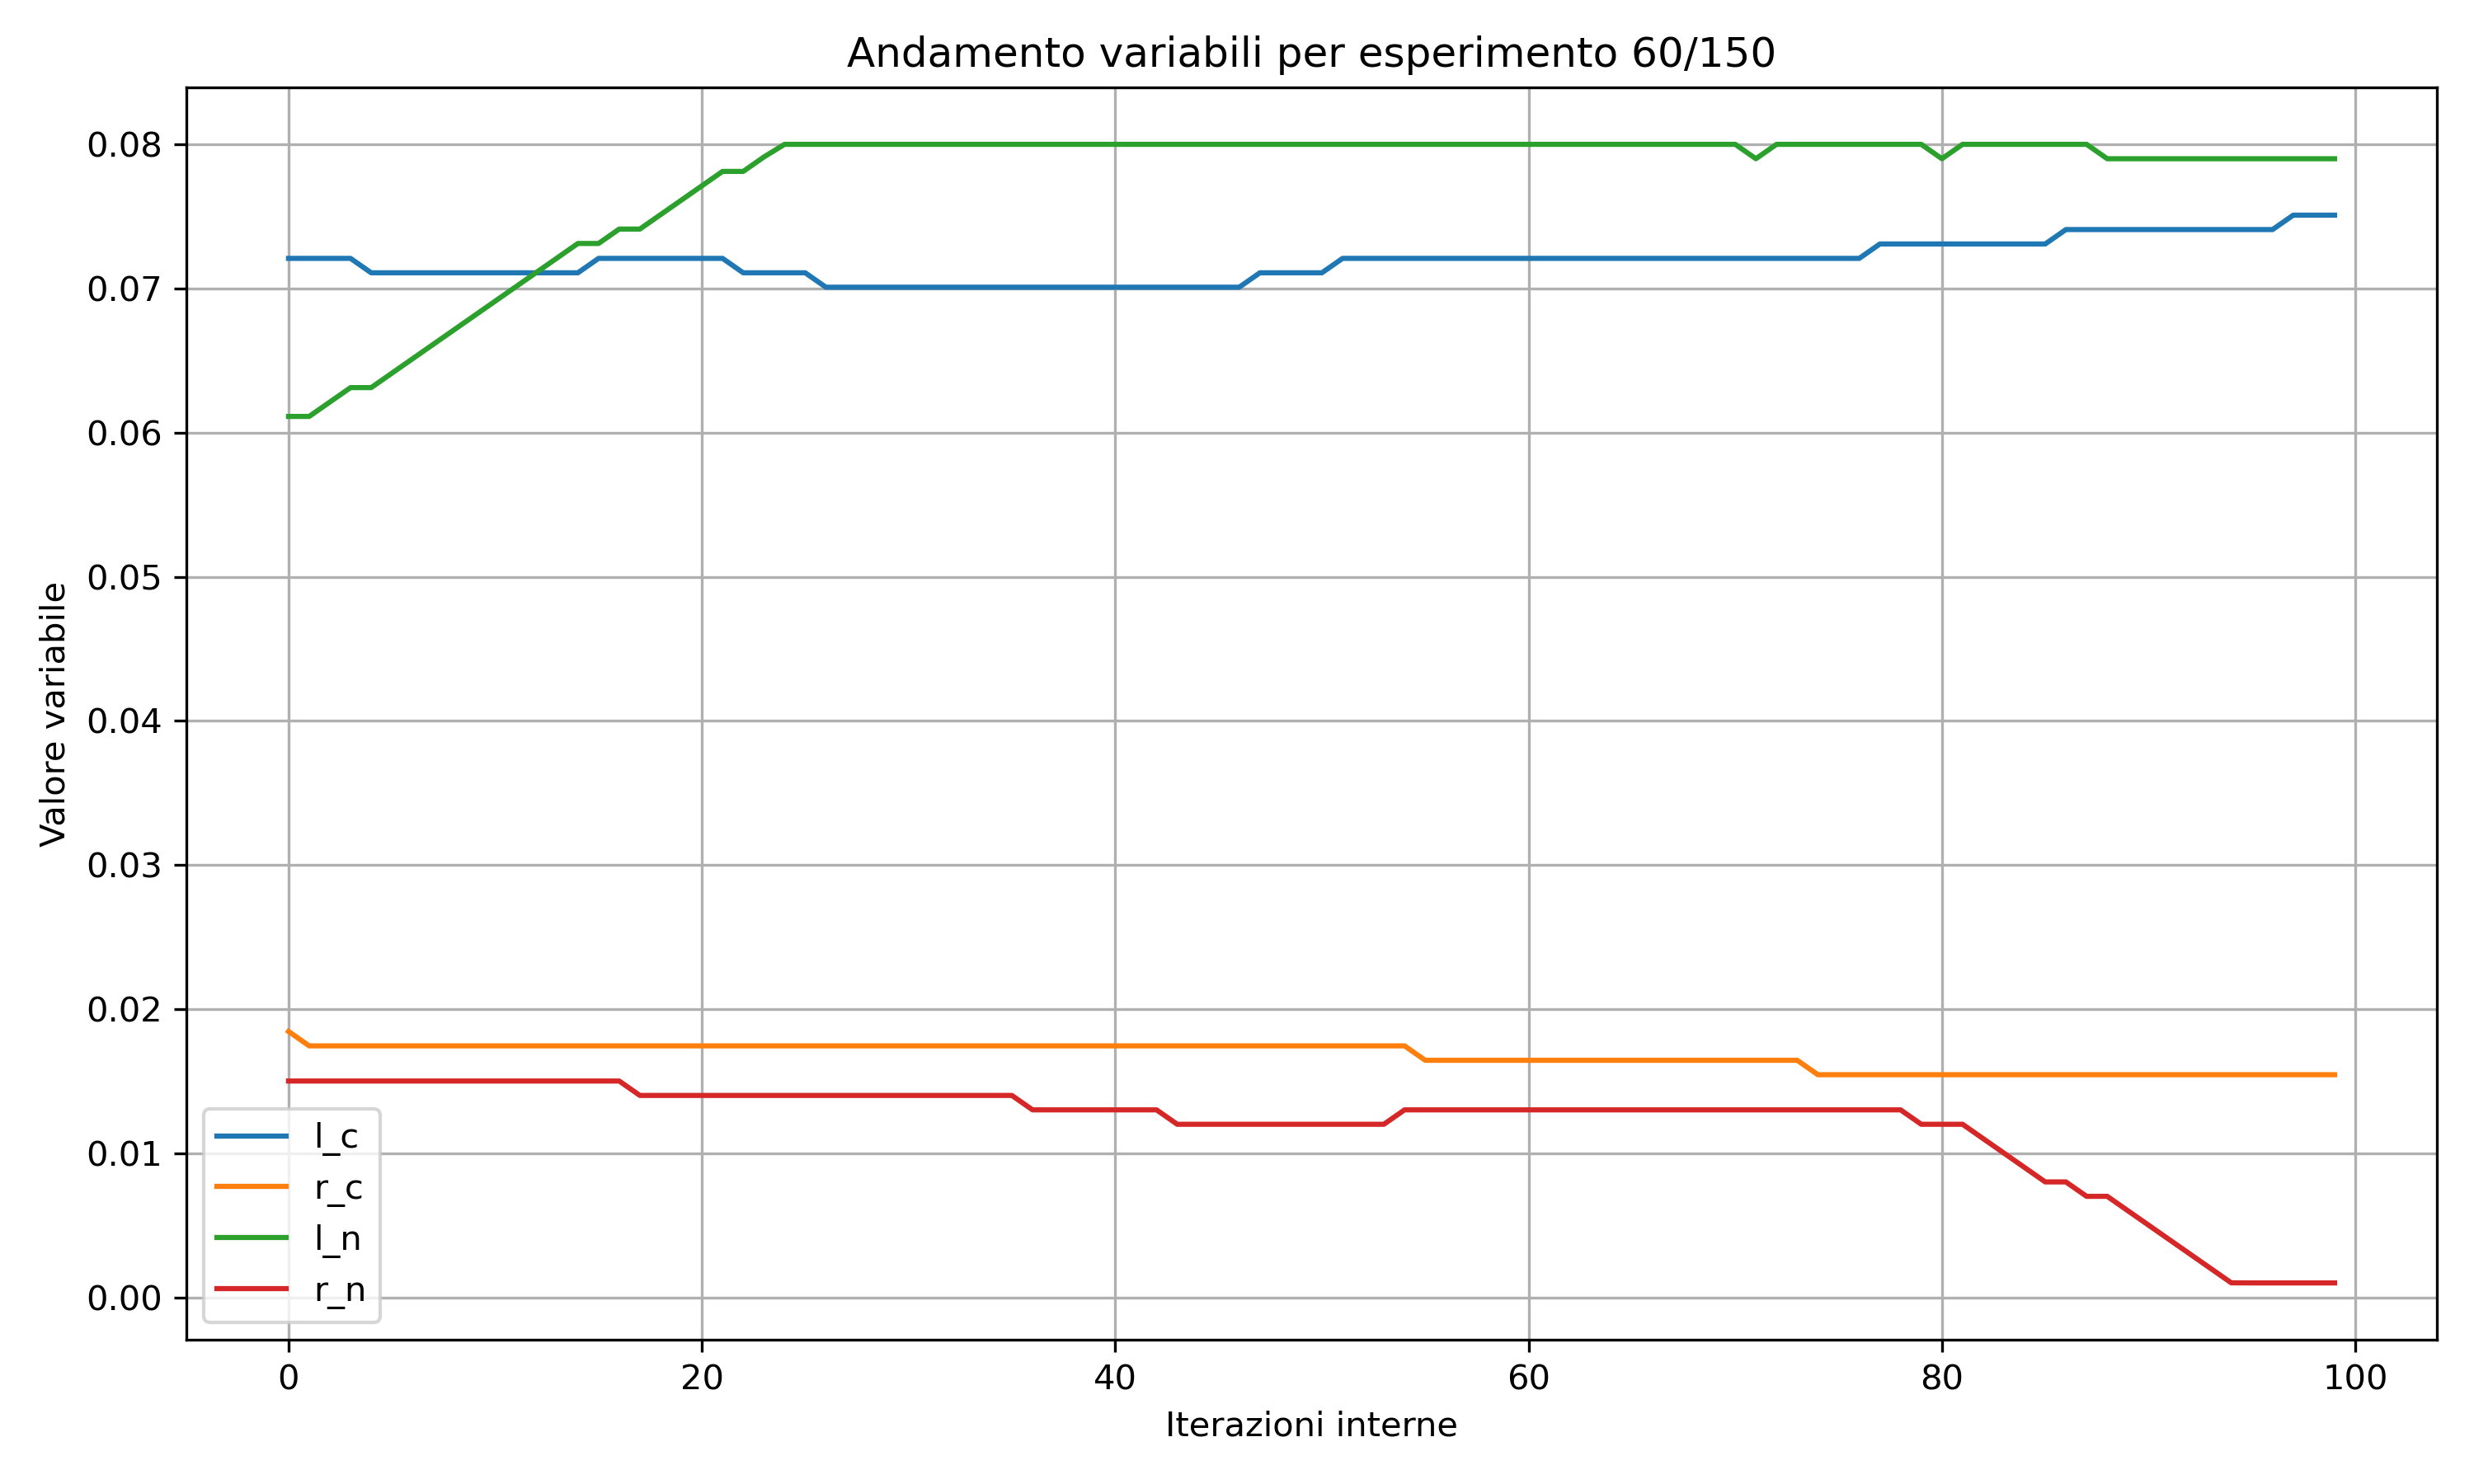 Andamento variabili per esperimento 60/150
Valore variabile
0.08
0.07
0.06
0.05
0.04
0.03
0.02
0.01
0.00
l_c
r_c
l_n
r_n
0 20 40 60 80 100
Iterazioni interne